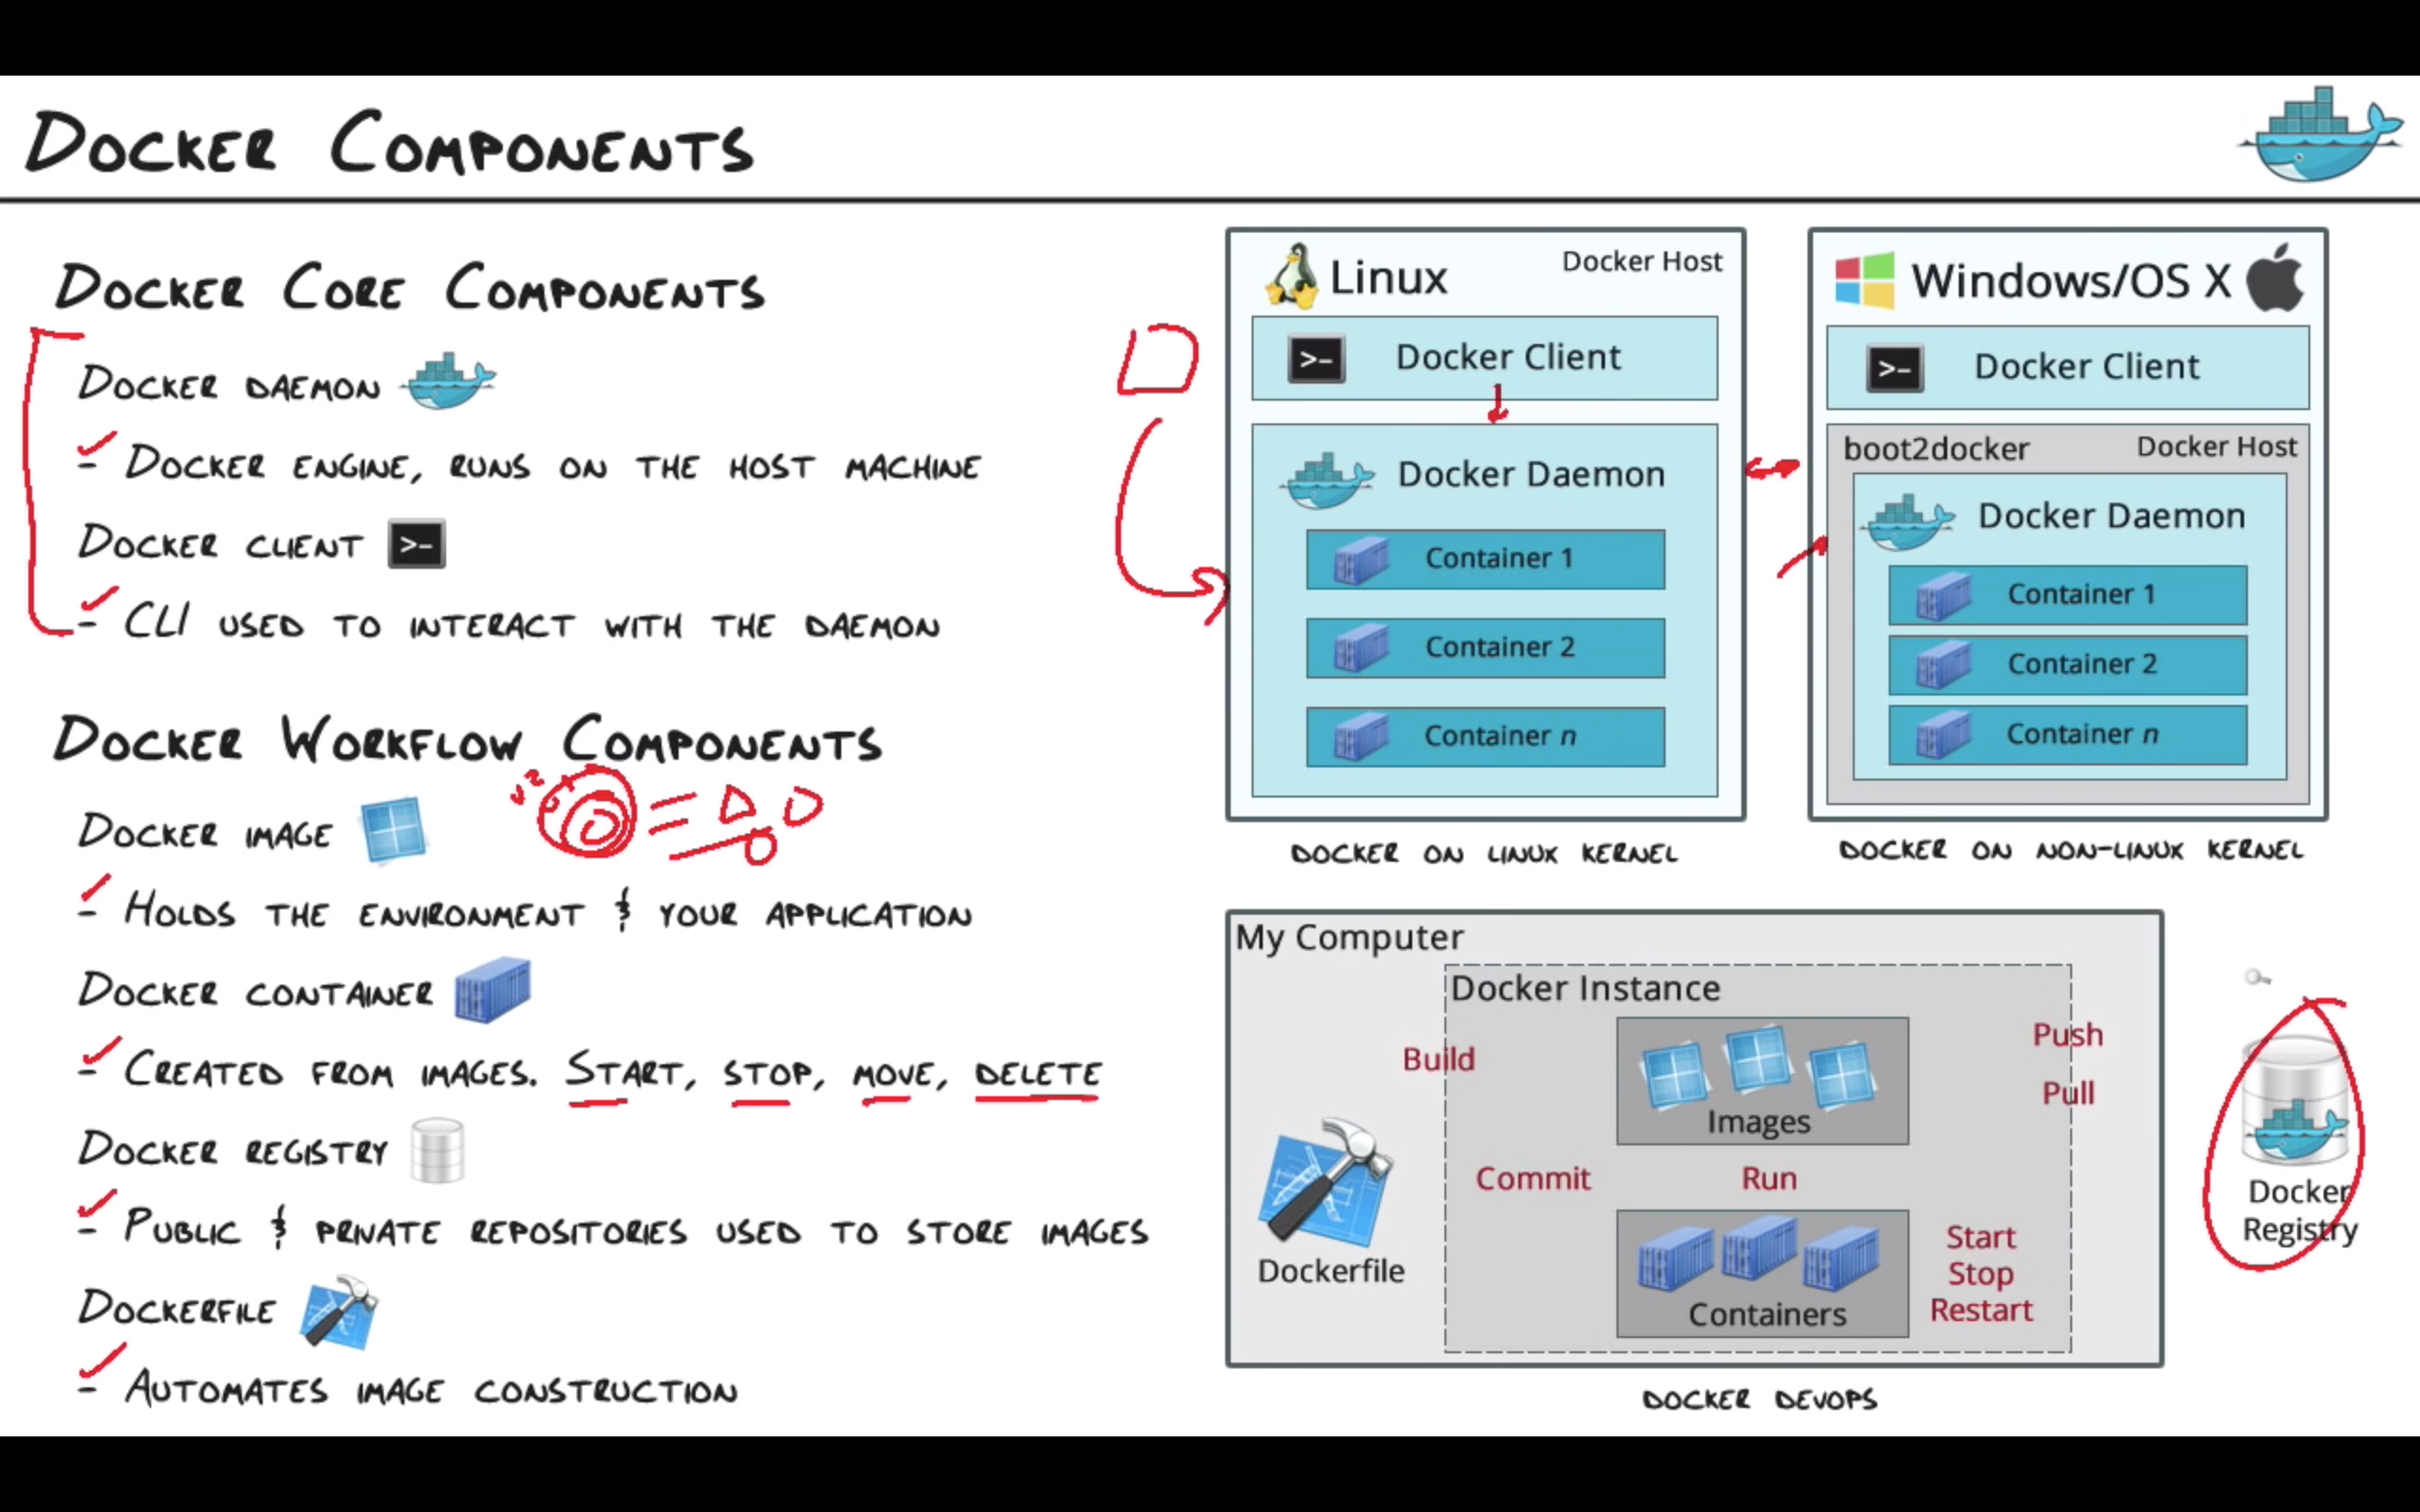 Docker Components
Docker Core Components
Docker daemon
- Docker engine, runs on the host machine
Docker client
>-
- CLI used to interact with the daemon
Docker Workflow Components
Docker image
- Holds the environment & your application
Docker container
- Created from images. Start, stop, move, delete
Docker registry
- Public & private repositories used to store images
Dockerfile
- Automates image construction
Linux
Docker Host
>-
Docker Client
Docker Daemon
Container 1
Container 2
Container n
Docker on Linux Kernel
Windows/OS X
>-
Docker Client
boot2docker
Docker Host
Docker Daemon
Container 1
Container 2
Container n
Docker on non-Linux Kernel
My Computer
Docker Instance
Build
Images
Push
Pull
Commit
Run
Dockerfile
Containers
Start
Stop
Restart
Docker
Registry
Docker DevOps